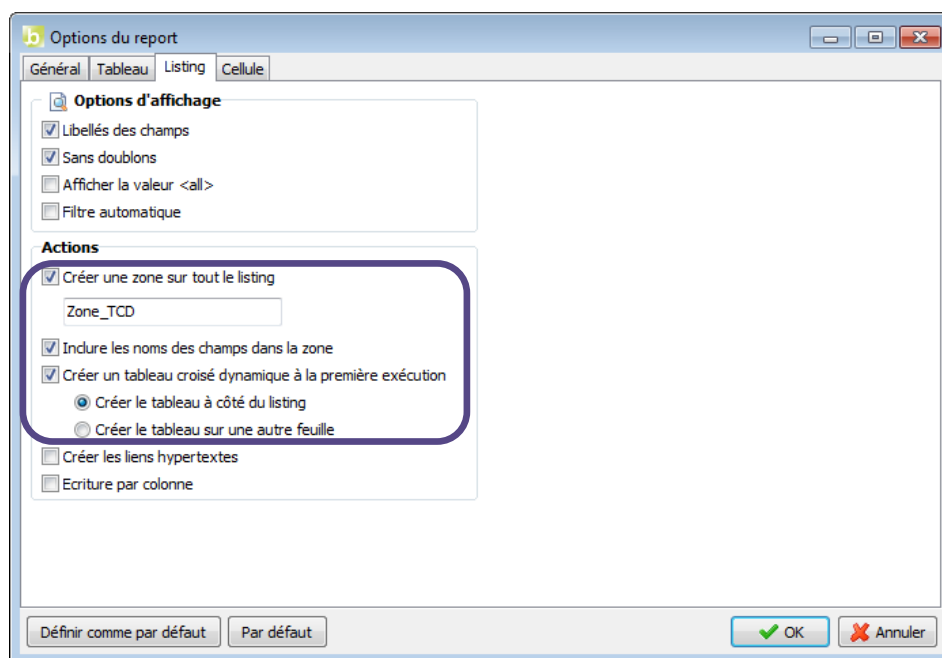 b Options du report
Général Tableau Listing Cellule
Options d'affichage
Libellés des champs
Sans doublons
Afficher la valeur <all>
Filtre automatique
Actions
Créer une zone sur tout le listing
Zone_TCD
Inclure les noms des champs dans la zone
Créer un tableau croisé dynamique à la première exécution
Créer le tableau à côté du listing
Créer le tableau sur une autre feuille
Créer les liens hypertextes
Ecriture par colonne
Définir comme par défaut Par défaut OK Annuler